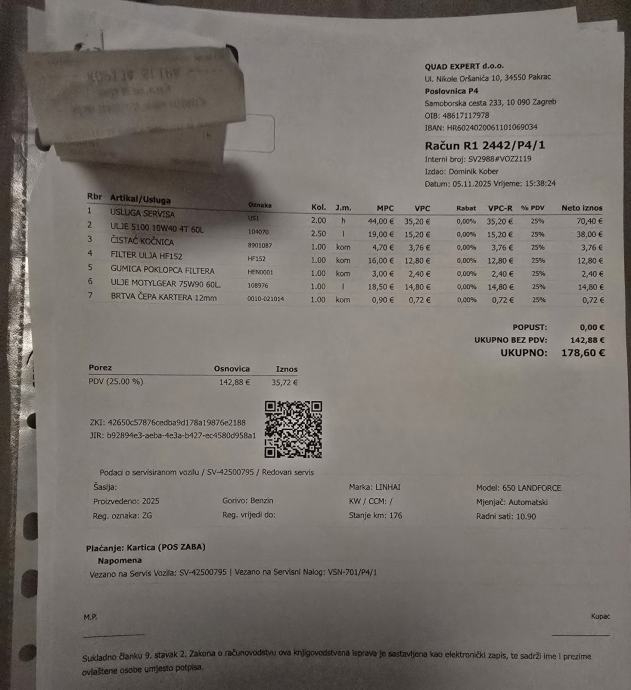 QUAD EXPERT d.o.o.
Ul. Nikole Oršanića 10, 34550 Pakrac
Poslovnica P4
Samoborska cesta 233, 10 090 Zagreb
OIB: 48617117978
IBAN: HR6024020061101069034
Račun R1 2442/P4/1
Interni broj: SV2988#VOZ2119
Izdao: Dominik Kober
Datum: 05.11.2025 Vrijeme: 15:38:24
Rbr Artikal/Usluga Oznaka Kol. J.m. MPC VPC Rabat VPC-R % PDV Neto iznos
1 USLUGA SERVISA US1 2.00 h 44,00 € 35,20 € 0,00% 35,20 € 25% 70,40 €
2 ULJE 5100 10W40 4T 60L 104070 2.50 l 19,00 € 15,20 € 0,00% 15,20 € 25% 38,00 €
3 ČISTAČ KOČNICA 8901087 1.00 kom 4,70 € 3,76 € 0,00% 3,76 € 25% 3,76 €
4 FILTER ULJA HF152 HF152 1.00 kom 16,00 € 12,80 € 0,00% 12,80 € 25% 12,80 €
5 GUMICA POKLOPCA FILTERA HEN0001 1.00 kom 3,00 € 2,40 € 0,00% 2,40 € 25% 2,40 €
6 ULJE MOTYLGEAR 75W90 60L. 108976 1.00 l 18,50 € 14,80 € 0,00% 14,80 € 25% 14,80 €
7 BRTVA ČEPA KARTERA 12mm 0010-021014 1.00 kom 0,90 € 0,72 € 0,00% 0,72 € 25% 0,72 €
POPUST: 0,00 €
UKUPNO BEZ PDV: 142,88 €
UKUPNO: 178,60 €
Porez Osnovica Iznos
PDV (25.00 %) 142,88 € 35,72 €
ZKI: 42650c57876cedba9d178a19876e2188
JIR: b92894e3-aeba-4e3a-b427-ec4580d958a1
Podaci o servisiranom vozilu / SV-42500795 / Redovan servis
Šasija: Marka: LINHAI Model: 650 LANDFORCE
Proizvedeno: 2025 Gorivo: Benzin KW / CCM: / Mjenjač: Automatski
Reg. oznaka: ZG Reg. vrijedi do: Stanje km: 176 Radni sati: 10.90
Plaćanje: Kartica (POS ZABA)
Napomena
Vezano na Servis Vozila: SV-42500795 | Vezano na Servisni Nalog: VSN-701/P4/1
M.P. Kupac
Sukladno članku 9. stavak 2. Zakona o računovodstvu ova knjigovodstvena isprava je sastavljena kao elektronički zapis, te sadrži ime i prezime
ovlaštene osobe umjesto potpisa.